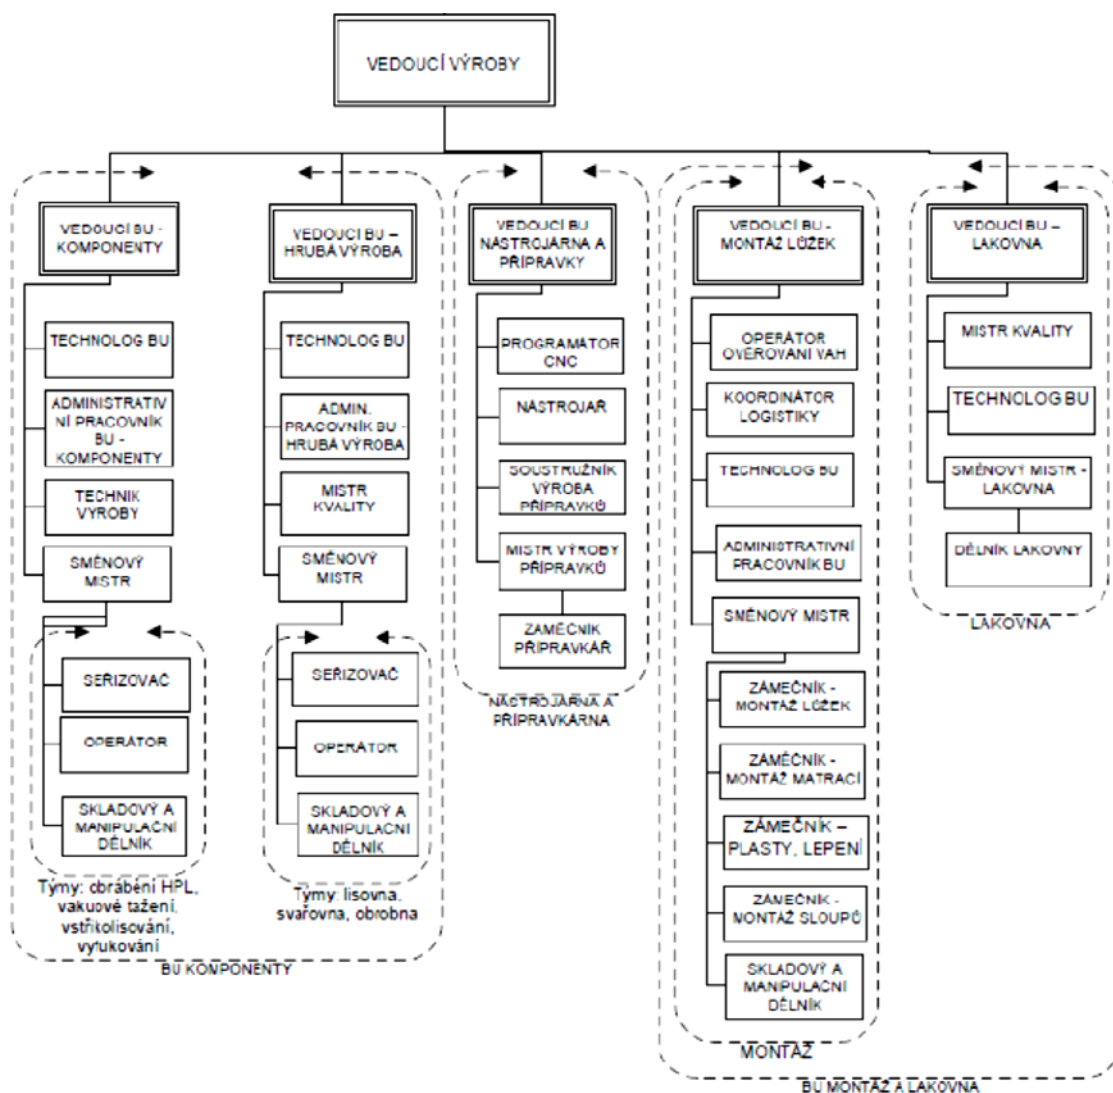 VEDOUCÍ VÝROBY
VEDOUCÍ BU -
KOMPONENTY
TECHNOLOG BU
ADMINISTRATIV
NÍ PRACOVNÍK
BU -
KOMPONENTY
TECHNIK
VÝROBY
SMĚNOVÝ
MISTR
SEŘIZOVAČ
OPERÁTOR
SKLADOVÝ A
MANIPULAČNÍ
DĚLNÍK
Týmy: obrábění HPL,
vakuové tažení,
vstřikolisování,
vyfukování
VEDOUCÍ BU –
HRUBÁ VÝROBA
TECHNOLOG BU
ADMIN.
PRACOVNÍK BU -
HRUBÁ VÝROBA
MISTR
KVALITY
SMĚNOVÝ
MISTR
SEŘIZOVAČ
OPERÁTOR
SKLADOVÝ A
MANIPULAČNÍ
DĚLNÍK
Týmy: lisovna,
svařovna, obrobna
BU KOMPONENTY
VEDOUCÍ BU
NÁSTROJÁRNA A
PŘÍPRAVKY
PROGRAMÁTOR
CNC
NÁSTROJAŘ
SOUSTRUŽNÍK
VÝROBA
PŘÍPRAVKŮ
MISTR VÝROBY
PŘÍPRAVKŮ
ZÁMĚČNÍK
PŘÍPRAVKÁŘ
NÁSTROJÁRNA A
PŘÍPRAVKÁRNA
VEDOUCÍ BU -
MONTÁŽ LŮŽEK
OPERÁTOR
OVĚŘOVÁNÍ VAH
KOORDINÁTOR
LOGISTIKY
TECHNOLOG BU
ADMINISTRATIVNÍ
PRACOVNÍK BU
SMĚNOVÝ MISTR
ZÁMEČNÍK -
MONTÁŽ LŮŽEK
ZÁMĚČNÍK -
MONTÁŽ MATRACÍ
ZÁMEČNÍK –
PLASTY, LEPENÍ
ZÁMEČNÍK -
MONTÁŽ SLOUPŮ
SKLADOVÝ A
MANIPULAČNÍ
DĚLNÍK
MONTÁŽ
VEDOUCÍ BU –
LAKOVNA
MISTR KVALITY
TECHNOLOG BU
SMĚNOVÝ MISTR -
LAKOVNA
DĚLNÍK LAKOVNY
LAKOVNA
BU MONTÁŽ A LAKOVNA